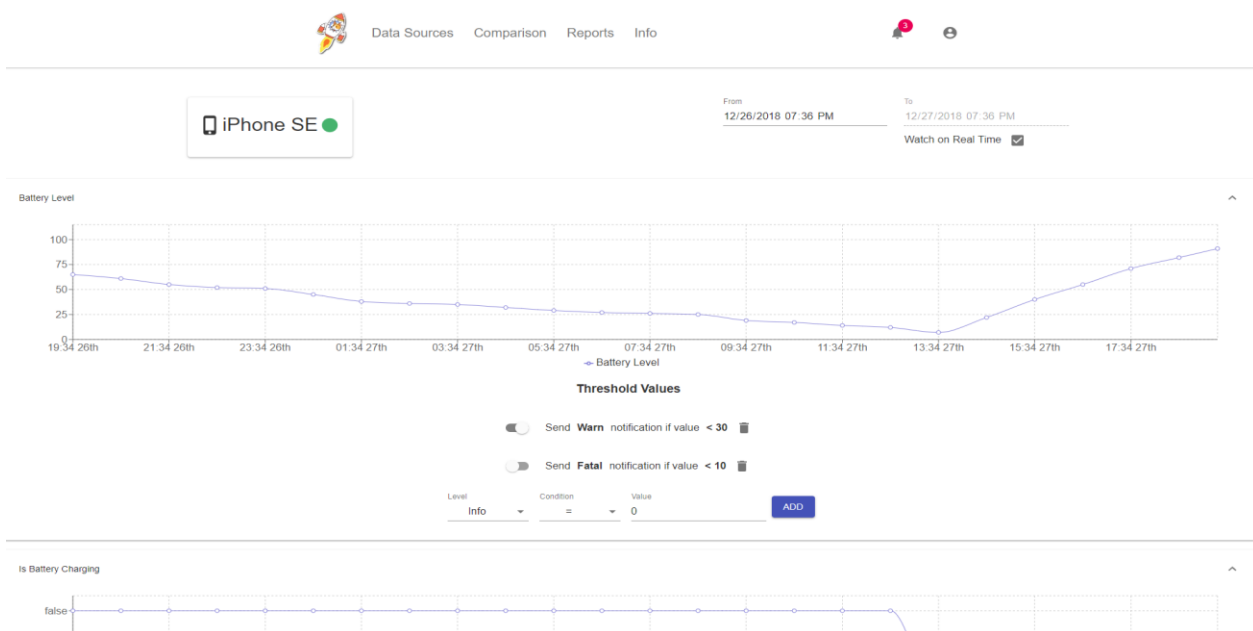 Data Sources Comparison Reports Info 3
iPhone SE
From
12/26/2018 07:36 PM
To
12/27/2018 07:36 PM
Watch on Real Time
Battery Level
100
75
50
25
0
19:34 26th 21:34 26th 23:34 26th 01:34 27th 03:34 27th 05:34 27th 07:34 27th 09:34 27th 11:34 27th 13:34 27th 15:34 27th 17:34 27th
Battery Level
Threshold Values
Send Warn notification if value < 30
Send Fatal notification if value < 10
Level Condition Value
Info = 0 ADD
Is Battery Charging
false